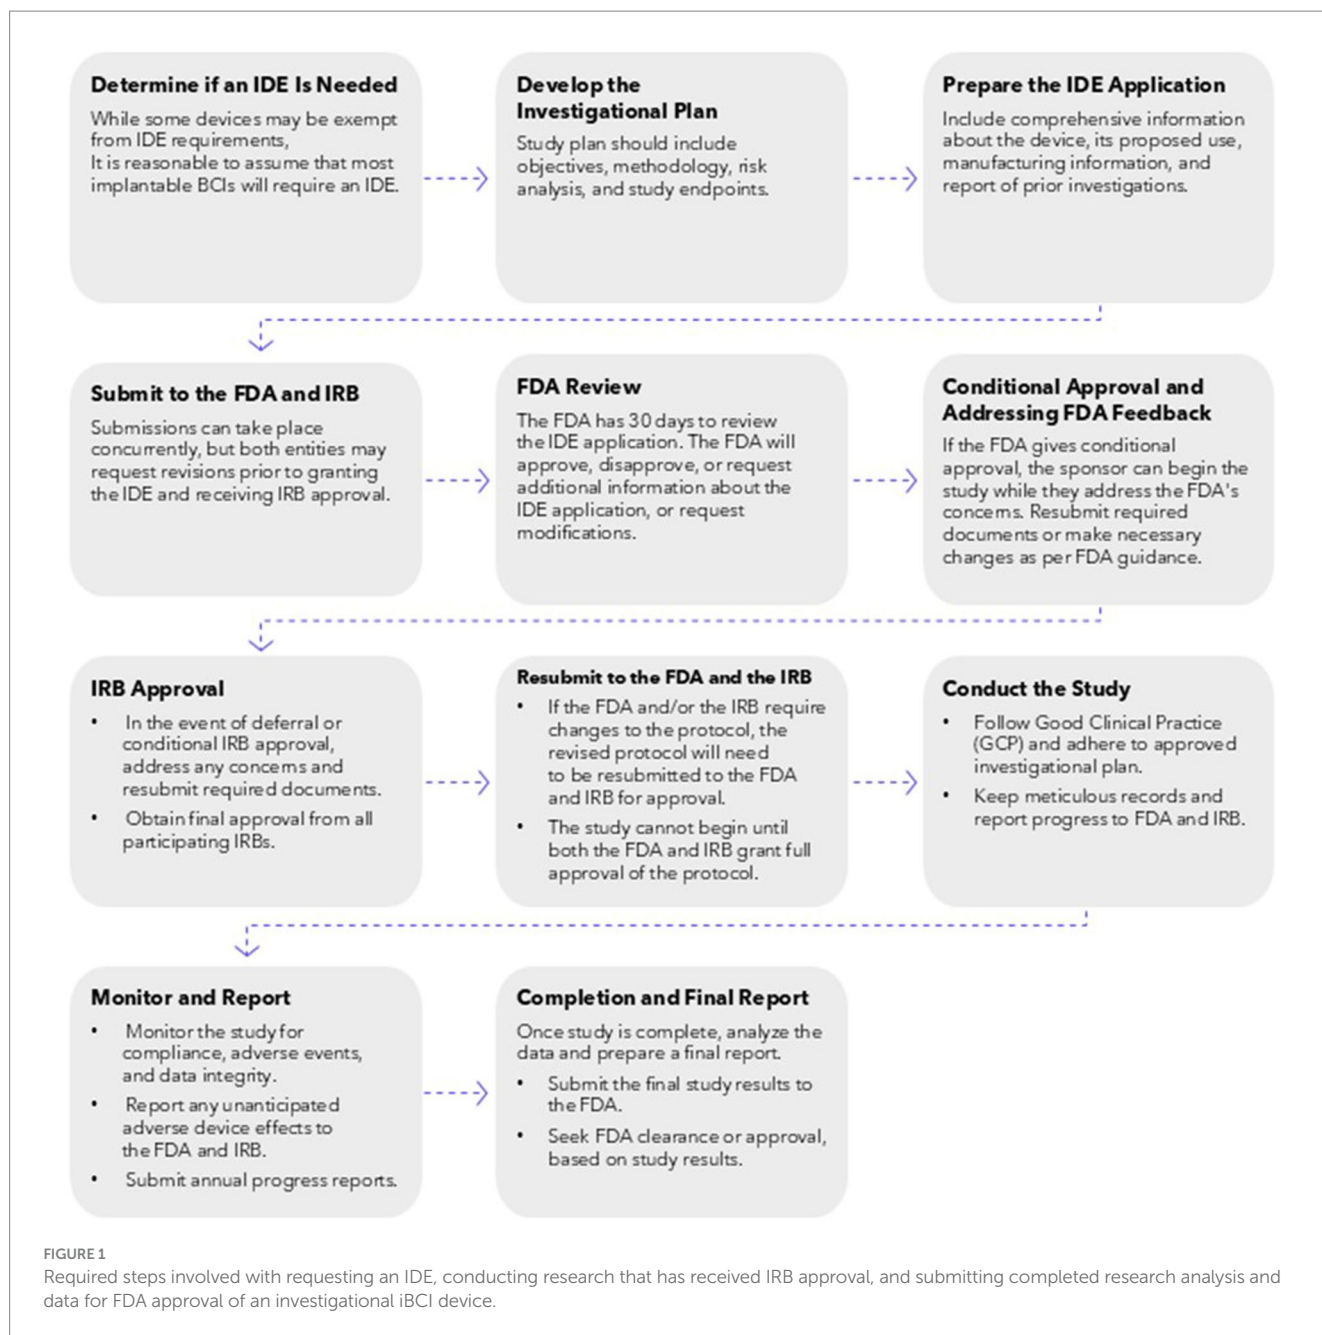 Determine if an IDE Is Needed
While some devices may be exempt
from IDE requirements,
It is reasonable to assume that most
implantable BCIs will require an IDE.
Develop the
Investigational Plan
Study plan should include
objectives, methodology, risk
analysis, and study endpoints.
Prepare the IDE Application
Include comprehensive information
about the device, its proposed use,
manufacturing information, and
report of prior investigations.
Submit to the FDA and IRB
Submissions can take place
concurrently, but both entities may
request revisions prior to granting
the IDE and receiving IRB approval.
FDA Review
The FDA has 30 days to review
the IDE application. The FDA will
approve, disapprove, or request
additional information about the
IDE application, or request
modifications.
Conditional Approval and
Addressing FDA Feedback
If the FDA gives conditional
approval, the sponsor can begin the
study while they address the FDA's
concerns. Resubmit required
documents or make necessary
changes as per FDA guidance.
IRB Approval
• In the event of deferral or
conditional IRB approval,
address any concerns and
resubmit required documents.
• Obtain final approval from all
participating IRBs.
Resubmit to the FDA and the IRB
• If the FDA and/or the IRB require
changes to the protocol, the
revised protocol will need
to be resubmitted to the FDA
and IRB for approval.
• The study cannot begin until
both the FDA and IRB grant full
approval of the protocol.
Conduct the Study
• Follow Good Clinical Practice
(GCP) and adhere to approved
investigational plan.
• Keep meticulous records and
report progress to FDA and IRB.
Monitor and Report
• Monitor the study for
compliance, adverse events,
and data integrity.
• Report any unanticipated
adverse device effects to
the FDA and IRB.
• Submit annual progress reports.
Completion and Final Report
Once study is complete, analyze the
data and prepare a final report.
• Submit the final study results to
the FDA.
• Seek FDA clearance or approval,
based on study results.
FIGURE 1
Required steps involved with requesting an IDE, conducting research that has received IRB approval, and submitting completed research analysis and
data for FDA approval of an investigational iBCI device.